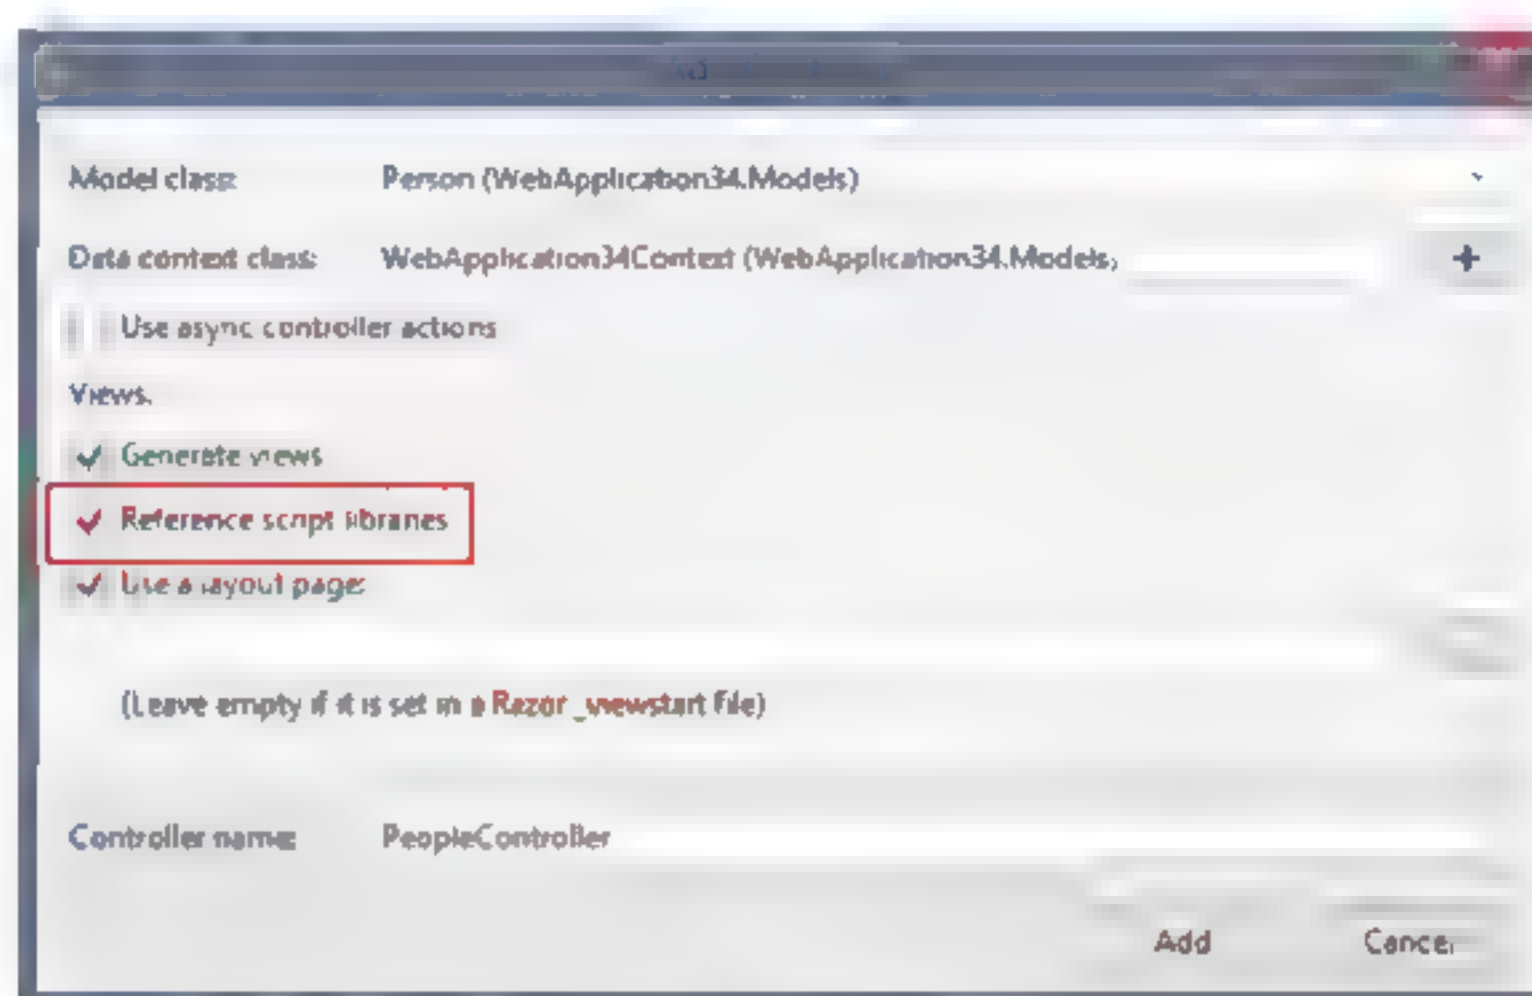 Model class: Person (WebApplication34.Models)
Data context class: WebApplication34Context (WebApplication34.Models)
Use async controller actions
Views:
Generate views
Reference script libraries
Use a layout page:
(Leave empty if it is set in a Razor _viewstart file)
Controller name: PeopleController
Add Cancel